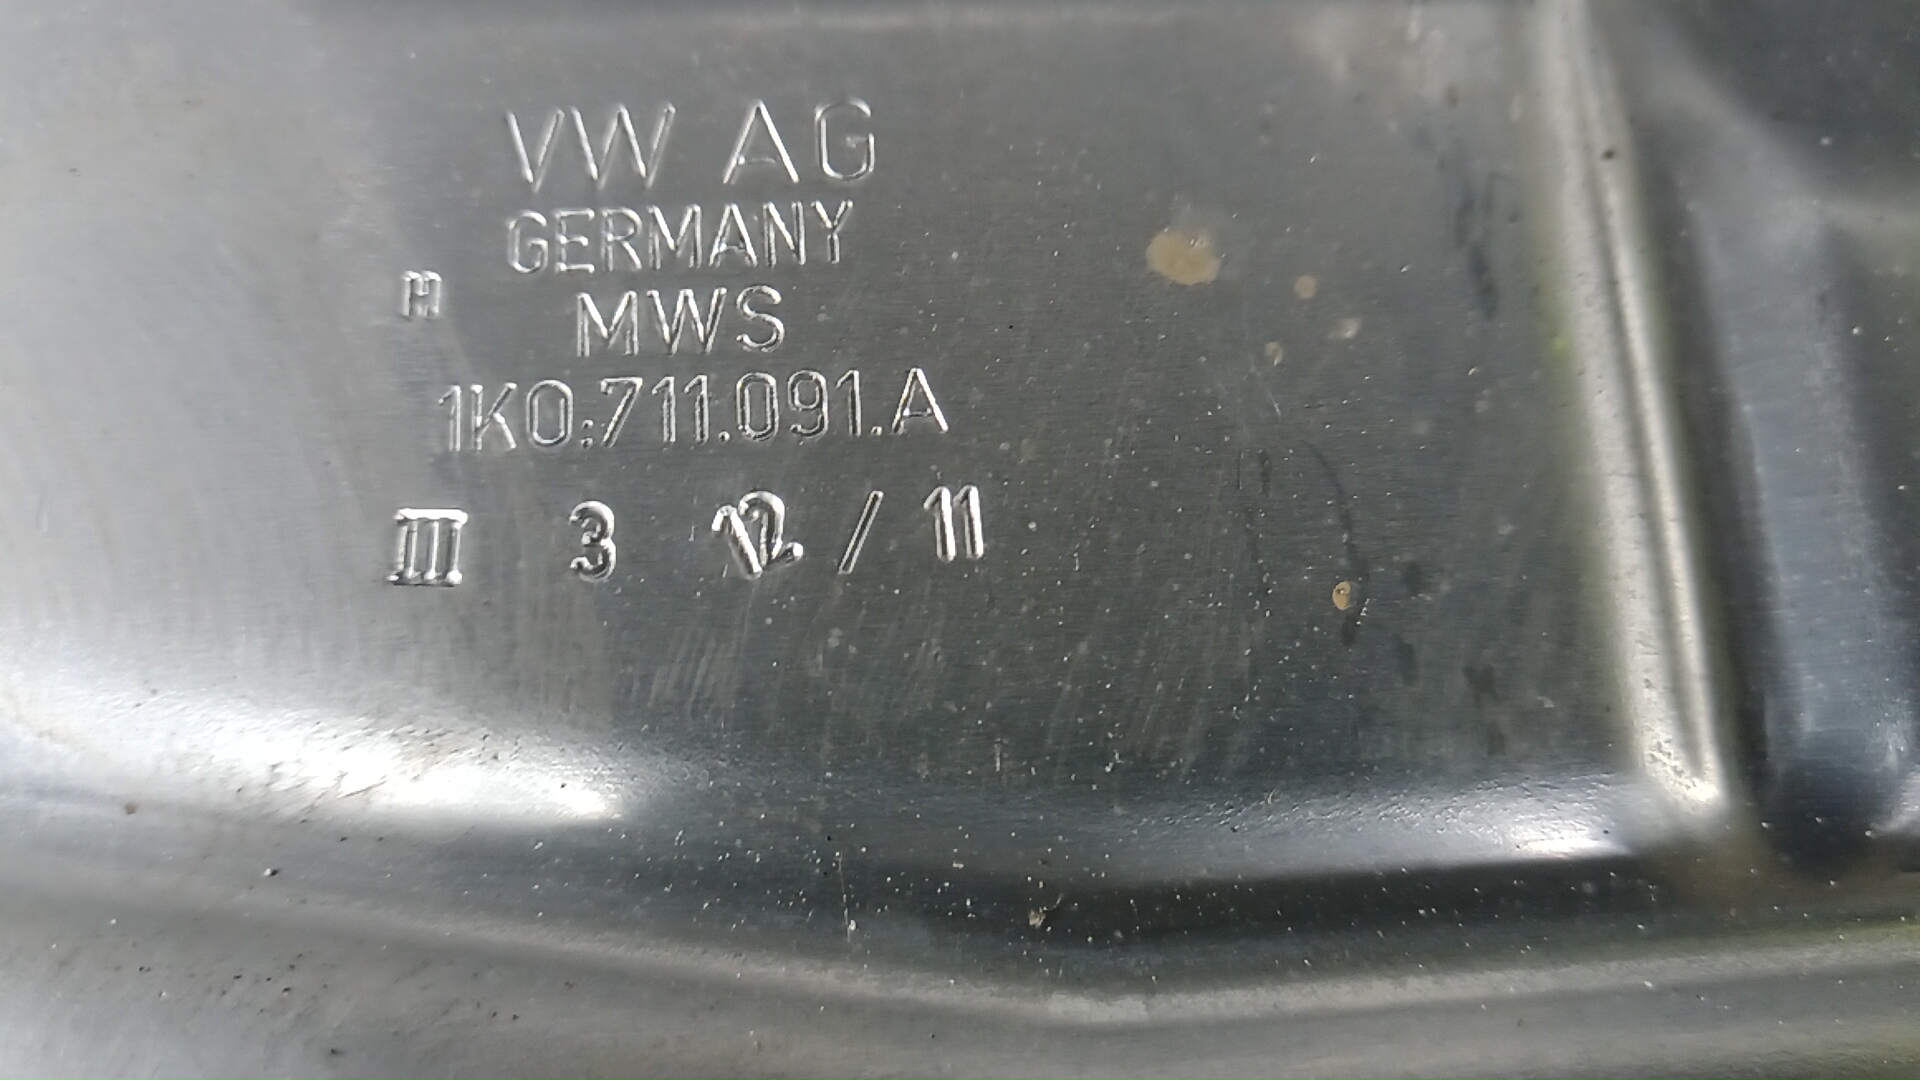 VW AG
GERMANY
H
MWS
1K0.711.091.A
III 3 12 / 11